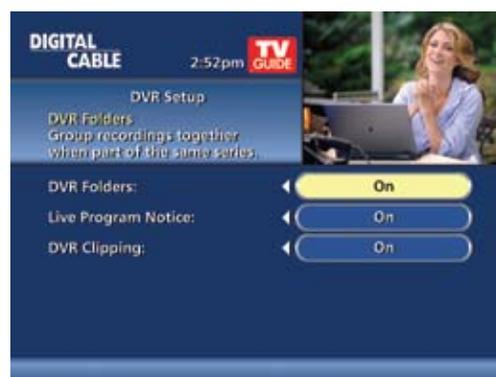 DIGITAL
CABLE
2:52pm
TV
GUIDE
DVR Setup
DVR Folders
Group recordings together
when part of the same series.
DVR Folders:
On
Live Program Notice:
On
DVR Clipping:
On